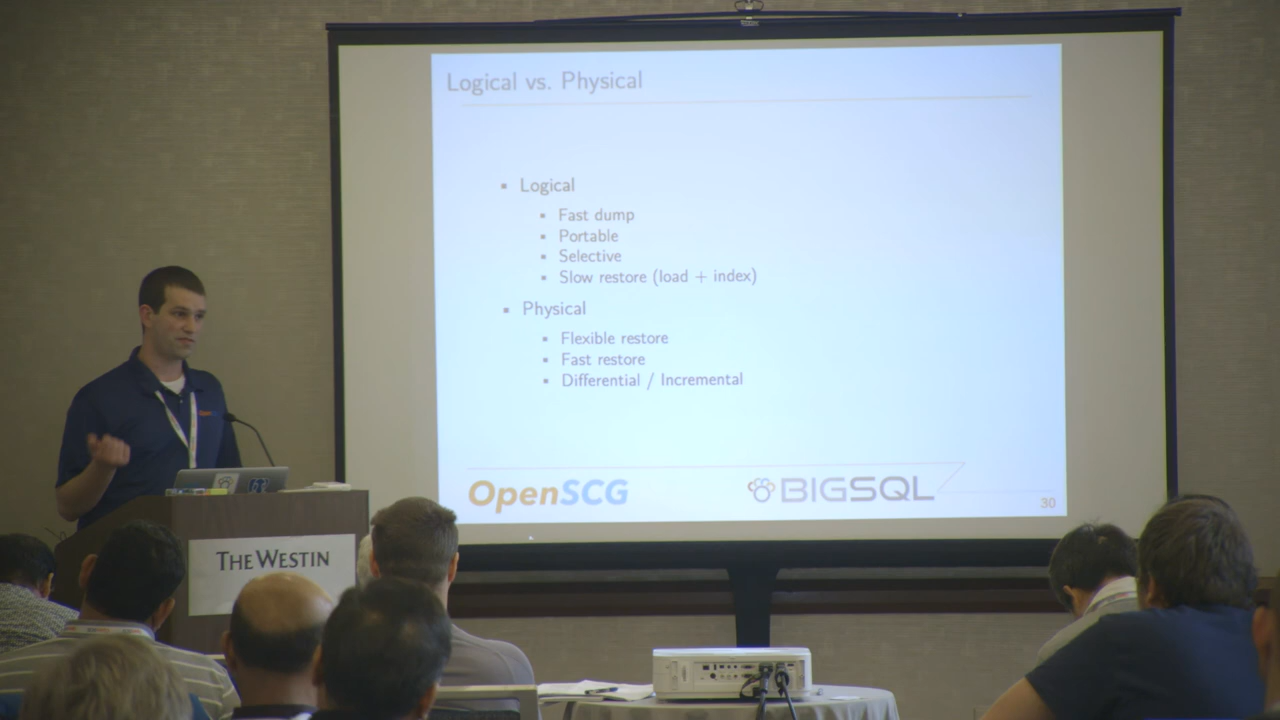 Logical vs. Physical
▪ Logical
▪ Fast dump
▪ Portable
▪ Selective
▪ Slow restore (load + index)
▪ Physical
▪ Flexible restore
▪ Fast restore
▪ Differential / Incremental
OpenSCG
BIGSQL
30
THE WESTIN